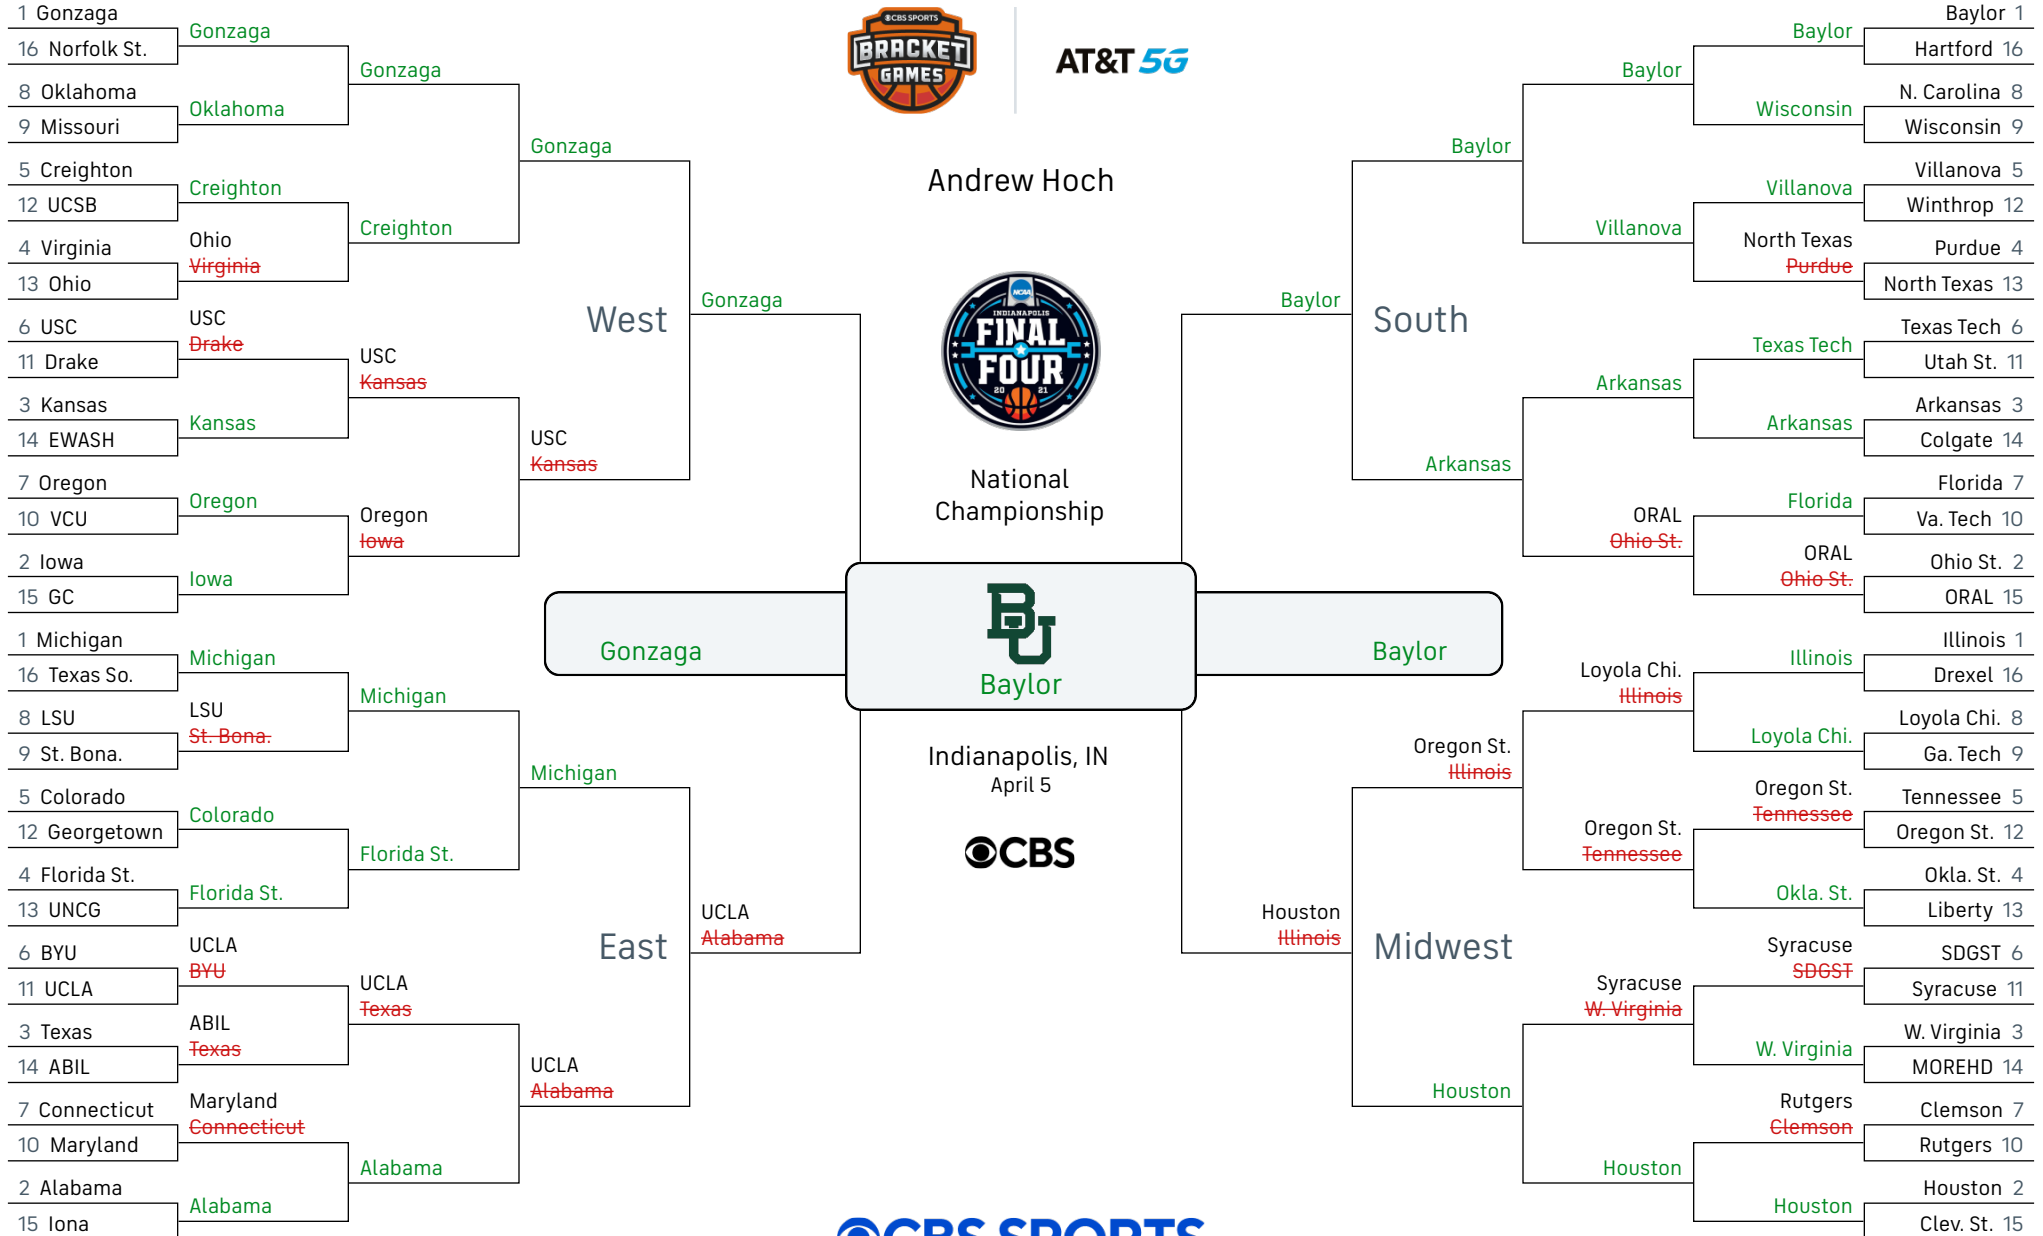 1 Gonzaga
16 Norfolk St.
8 Oklahoma
9 Missouri
5 Creighton
12 UCSB
4 Virginia
13 Ohio
6 USC
11 Drake
3 Kansas
14 EWASH
7 Oregon
10 VCU
2 Iowa
15 GC
1 Michigan
16 Texas So.
8 LSU
9 St. Bona.
5 Colorado
12 Georgetown
4 Florida St.
13 UNCG
6 BYU
11 UCLA
3 Texas
14 ABIL
7 Connecticut
10 Maryland
2 Alabama
15 Iona
Gonzaga
Oklahoma
Creighton
Ohio
Virginia
USC
Drake
Kansas
Oregon
Iowa
Michigan
LSU
St. Bona.
Colorado
Florida St.
UCLA
BYU
ABIL
Texas
Maryland
Connecticut
Alabama
Gonzaga
Creighton
USC
Kansas
Oregon
Iowa
Michigan
Florida St.
UCLA
Texas
Alabama
Gonzaga
USC
Kansas
Michigan
UCLA
Alabama
West
East
Gonzaga
UCLA
Alabama
Gonzaga
CBS SPORTS
BRACKET
GAMES
AT&T 5G
Andrew Hoch
NCAA
INDIANAPOLIS
FINAL
FOUR
20 21
National
Championship
BU
Baylor
Indianapolis, IN
April 5
CBS
CBS SPORTS
Baylor
Baylor
Houston
Illinois
South
Midwest
Baylor
Arkansas
Oregon St.
Illinois
Houston
Baylor
Villanova
Arkansas
ORAL
Ohio St.
Loyola Chi.
Illinois
Oregon St.
Tennessee
Syracuse
W. Virginia
Houston
Baylor
Wisconsin
Villanova
North Texas
Purdue
Texas Tech
Arkansas
Florida
ORAL
Ohio St.
Illinois
Loyola Chi.
Oregon St.
Tennessee
Okla. St.
Syracuse
SDGST
W. Virginia
Rutgers
Clemson
Houston
Baylor 1
Hartford 16
N. Carolina 8
Wisconsin 9
Villanova 5
Winthrop 12
Purdue 4
North Texas 13
Texas Tech 6
Utah St. 11
Arkansas 3
Colgate 14
Florida 7
Va. Tech 10
Ohio St. 2
ORAL 15
Illinois 1
Drexel 16
Loyola Chi. 8
Ga. Tech 9
Tennessee 5
Oregon St. 12
Okla. St. 4
Liberty 13
SDGST 6
Syracuse 11
W. Virginia 3
MOREHD 14
Clemson 7
Rutgers 10
Houston 2
Clev. St. 15